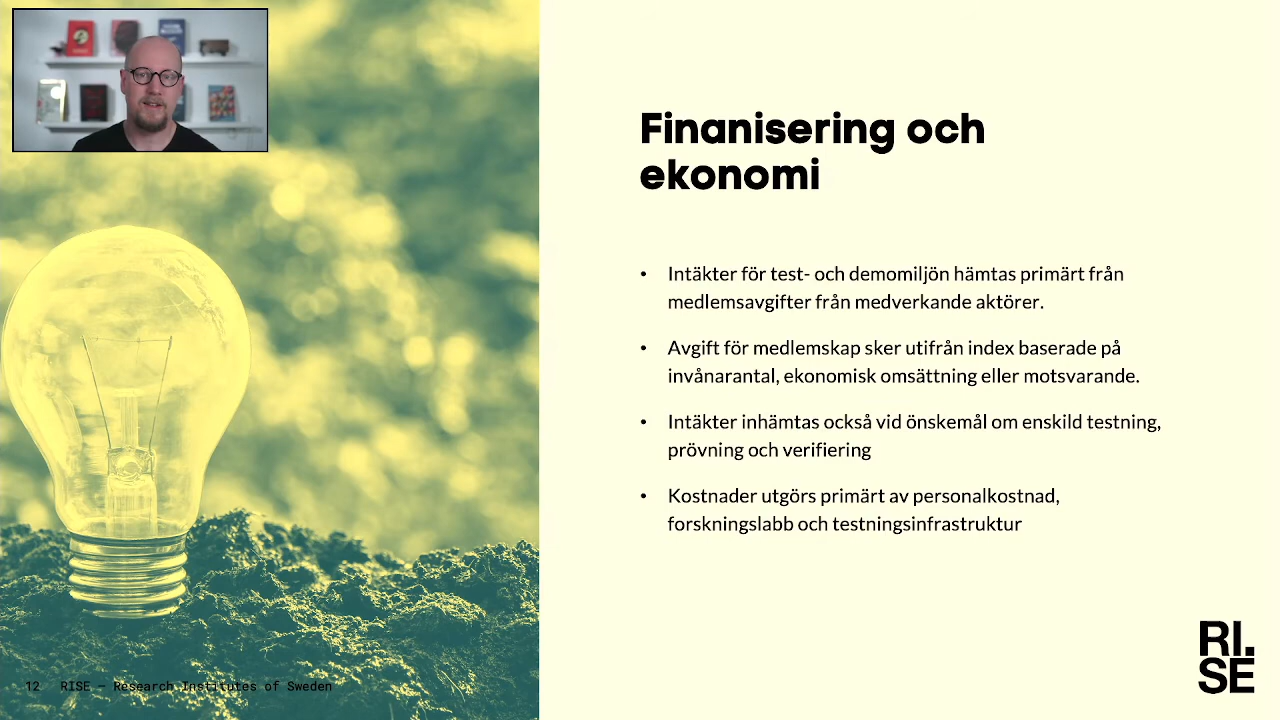 Finanisering och
ekonomi
• Intäkter för test- och demomiljön hämtas primärt från
medlemsavgifter från medverkande aktörer.
• Avgift för medlemskap sker utifrån index baserade på
invånarantal, ekonomisk omsättning eller motsvarande.
• Intäkter inhämtas också vid önskemål om enskild testning,
prövning och verifiering
• Kostnader utgörs primärt av personalkostnad,
forskningslabb och testningsinfrastruktur
12 RISE — Research Institutes of Sweden
RI.
SE